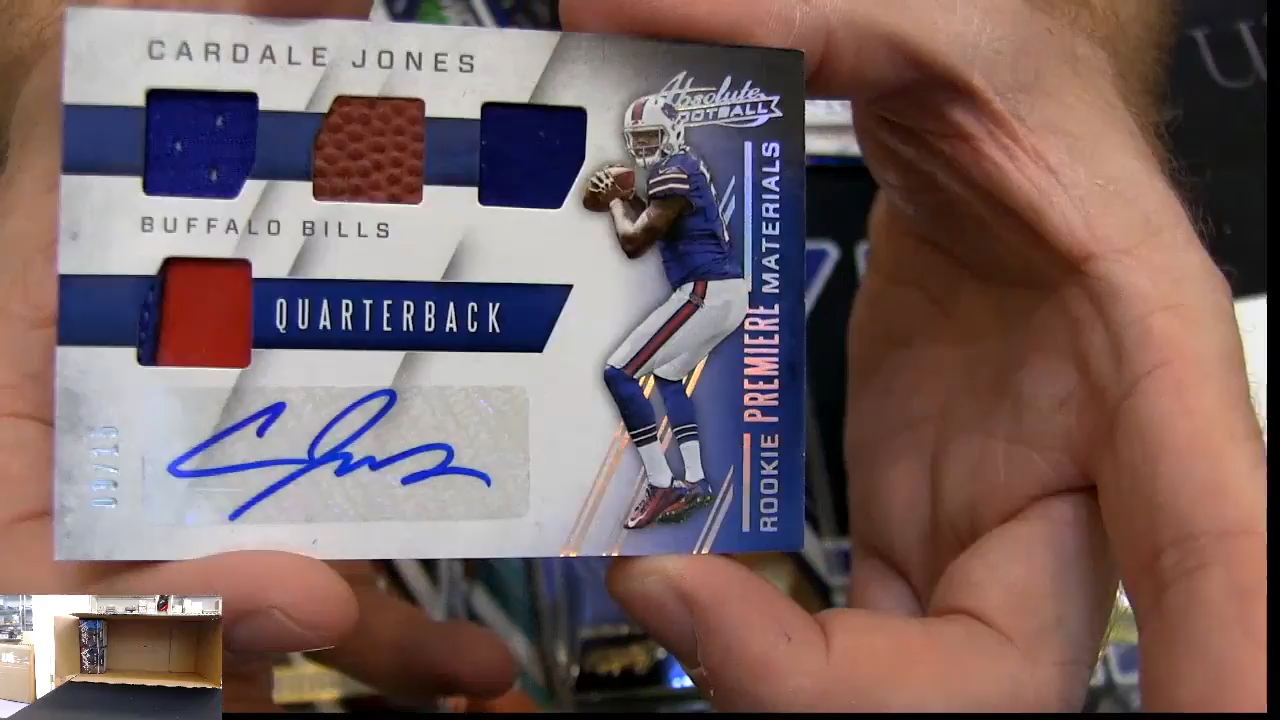 CARDALE JONES
Absolute
FOOTBALL
BUFFALO BILLS
QUARTERBACK
ROOKIE PREMIERE MATERIALS